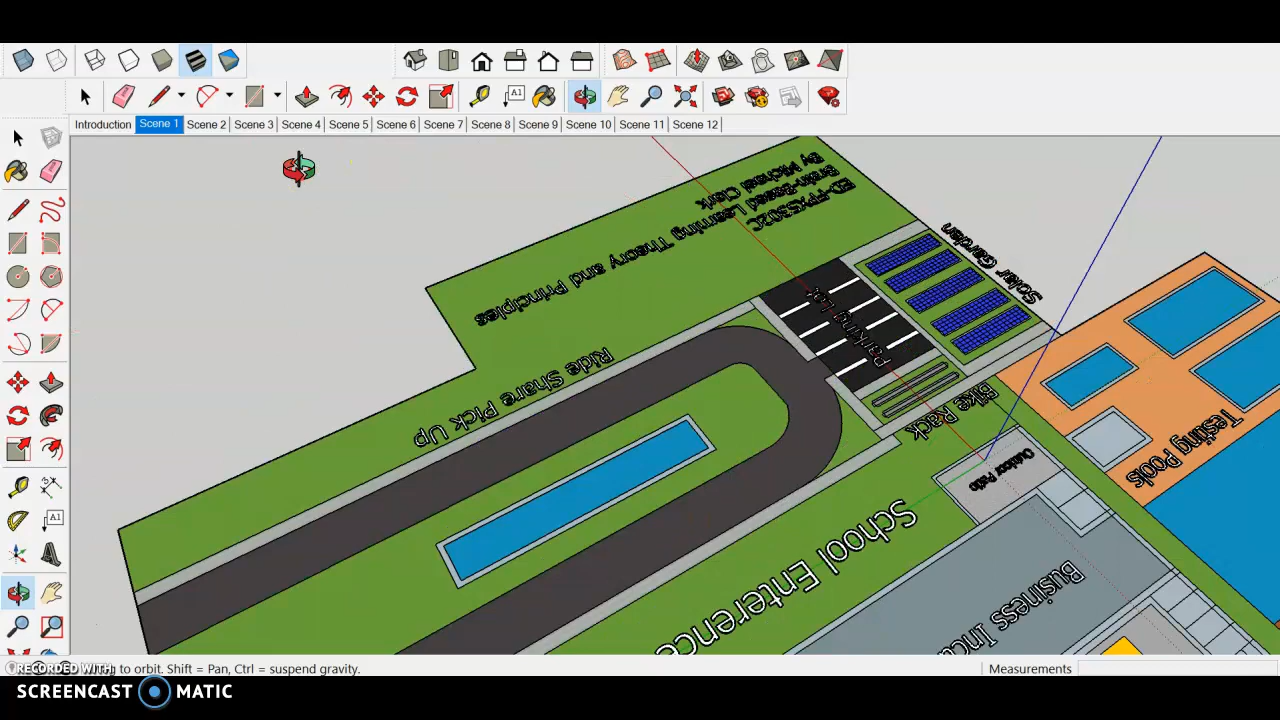 A1
Introduction Scene 1 Scene 2 Scene 3 Scene 4 Scene 5 Scene 6 Scene 7 Scene 8 Scene 9 Scene 10 Scene 11 Scene 12
ED-FPX5302C
Brain-Based Learning Theory and Principles
By Michael Clark
Solar Garden
Parking Lot
Ride Share Pick Up
Bike Rack
Testing Pools
Outdoor Patio
School Enterence
Business
A1
to orbit. Shift = Pan, Ctrl = suspend gravity.
Measurements
RECORDED WITH
SCREENCAST MATIC